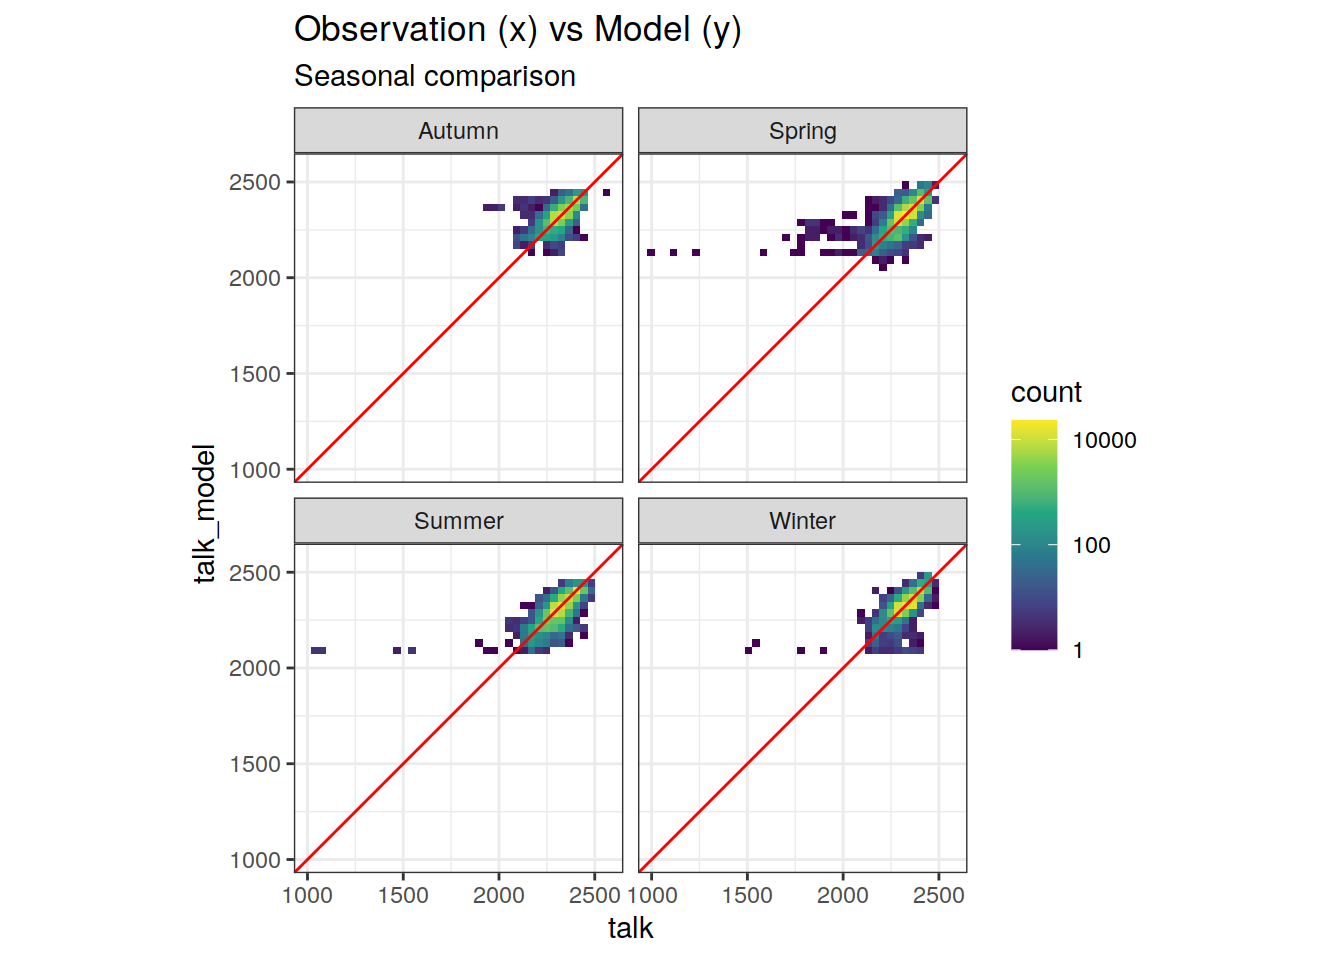 Observation (x) vs Model (y)
Seasonal comparison
Autumn
Spring
2500
2000
1500
1000
Summer
Winter
2500
2000
1500
1000
1000 1500 2000 2500 1000 1500 2000 2500
talk
talk_model
count
10000
100
1